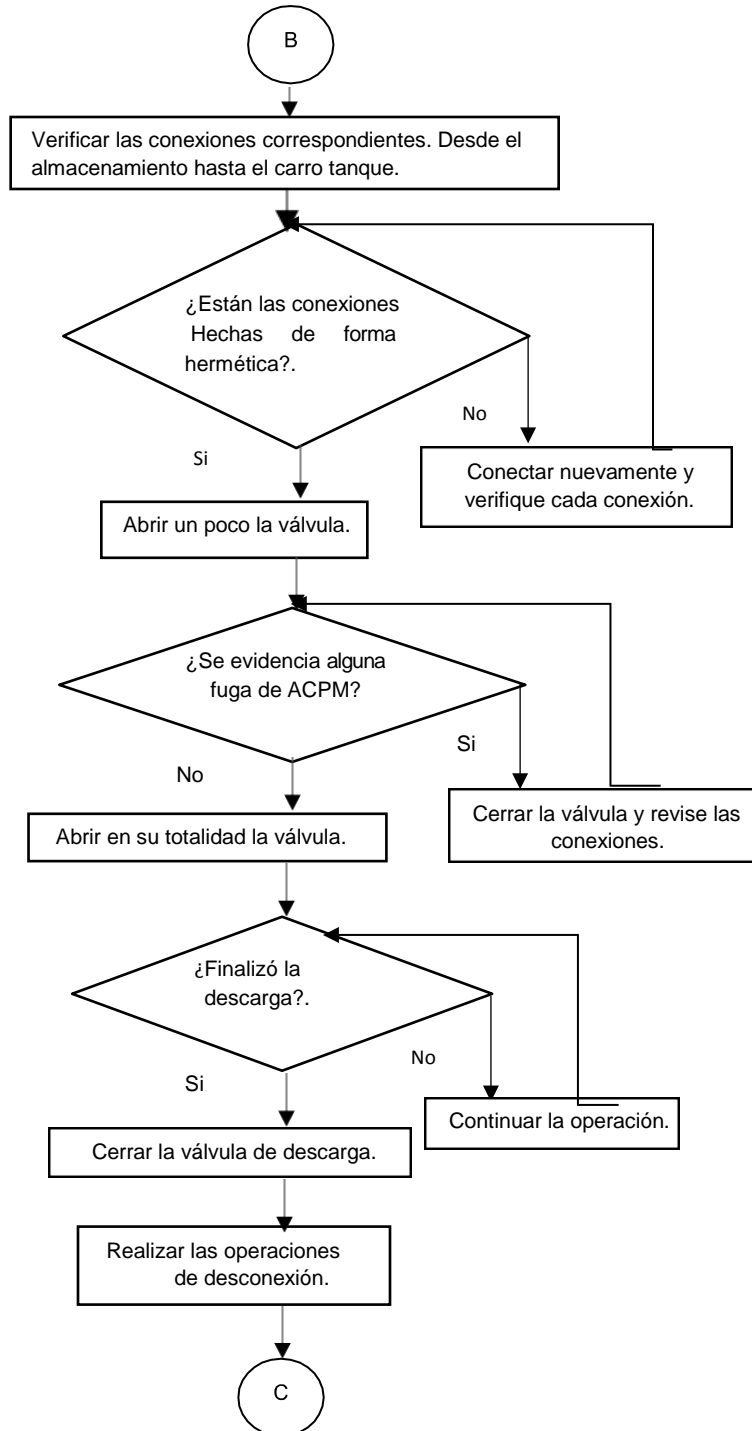 B
Verificar las conexiones correspondientes. Desde el
almacenamiento hasta el carro tanque.
¿Están las conexiones
Hechas de forma
hermética?.
No
Si
Conectar nuevamente y
verifique cada conexión.
Abrir un poco la válvula.
¿Se evidencia alguna
fuga de ACPM?
Si
No
Cerrar la válvula y revise las
conexiones.
Abrir en su totalidad la válvula.
¿Finalizó la
descarga?.
No
Si
Continuar la operación.
Cerrar la válvula de descarga.
Realizar las operaciones
de desconexión.
C